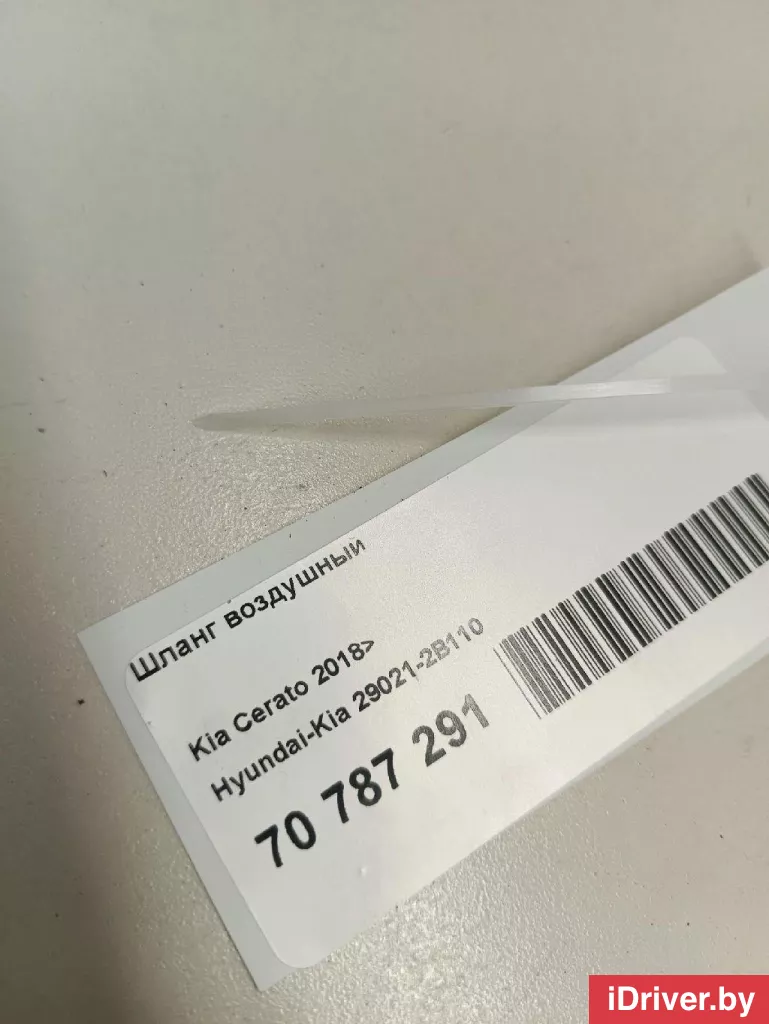 Шланг воздушный
Kia Cerato 2018>
Hyundai-Kia 29021-2B110
70 787 291
iDriver.by